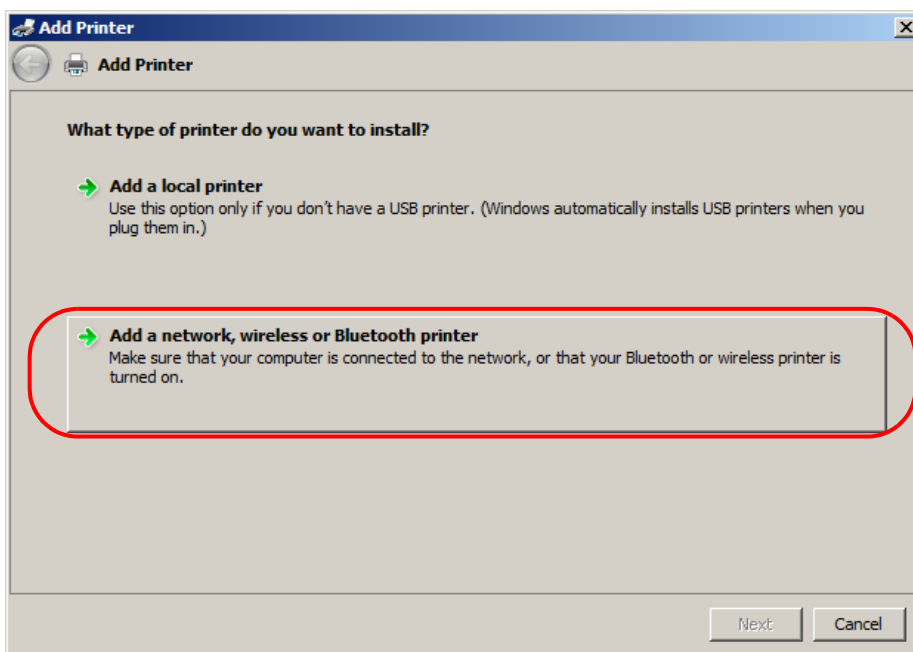 Add Printer
Add Printer
What type of printer do you want to install?
Add a local printer
Use this option only if you don't have a USB printer. (Windows automatically installs USB printers when you
plug them in.)
Add a network, wireless or Bluetooth printer
Make sure that your computer is connected to the network, or that your Bluetooth or wireless printer is
turned on.
Next
Cancel